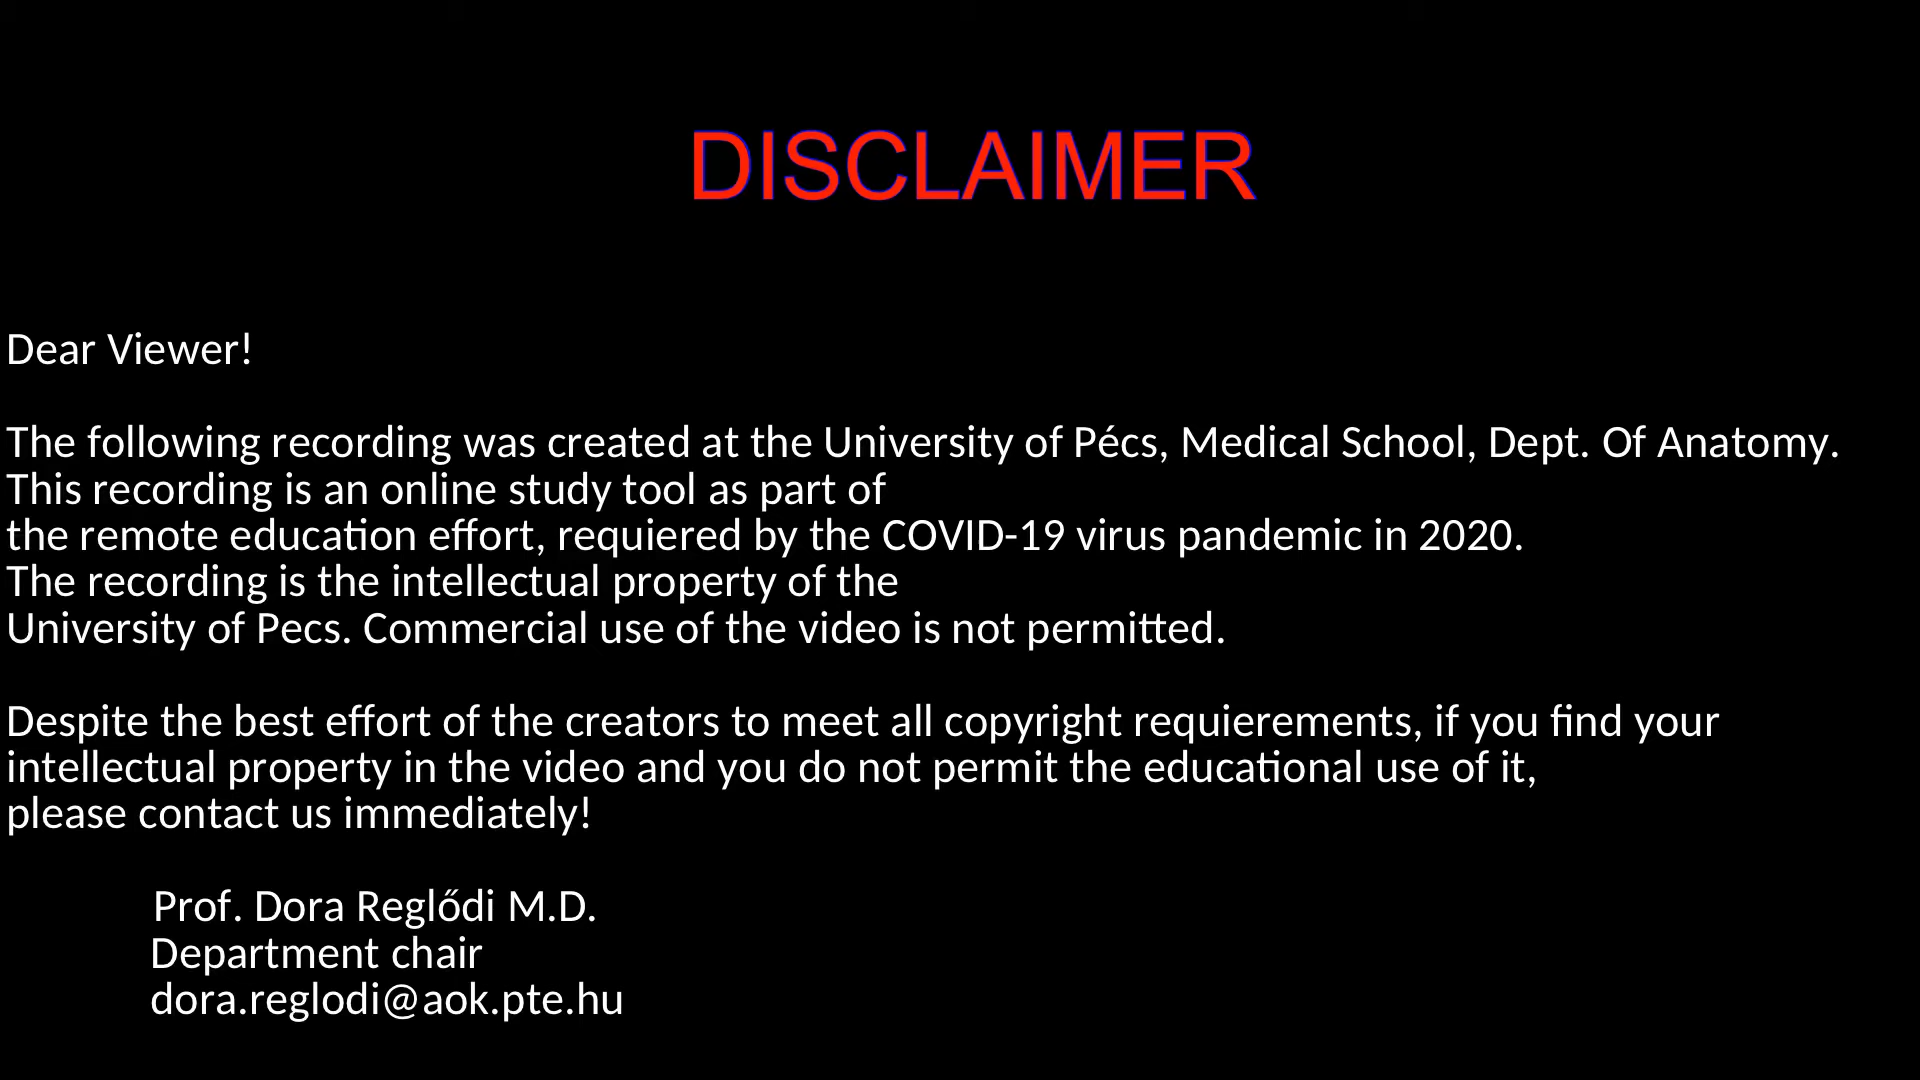 DISCLAIMER
Dear Viewer!
The following recording was created at the University of Pécs, Medical School, Dept. Of Anatomy.
This recording is an online study tool as part of
the remote education effort, requiered by the COVID-19 virus pandemic in 2020.
The recording is the intellectual property of the
University of Pecs. Commercial use of the video is not permitted.
Despite the best effort of the creators to meet all copyright requierements, if you find your
intellectual property in the video and you do not permit the educational use of it,
please contact us immediately!
Prof. Dora Reglődi M.D.
Department chair
dora.reglodi@aok.pte.hu